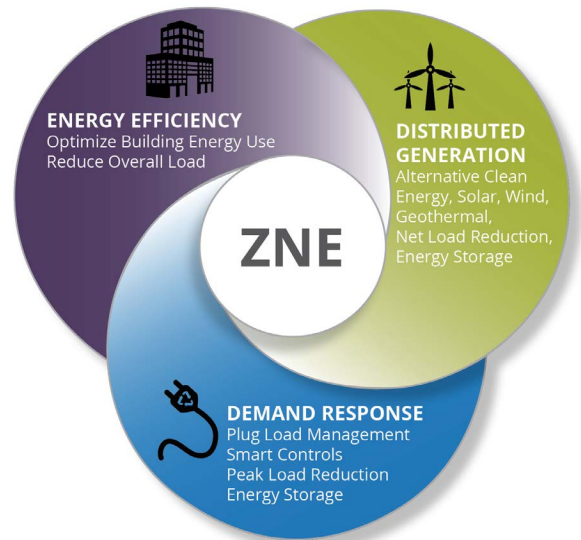 ENERGY EFFICIENCY
Optimize Building Energy Use
Reduce Overall Load
DISTRIBUTED
GENERATION
Alternative Clean
Energy, Solar, Wind,
Geothermal,
Net Load Reduction,
Energy Storage
ZNE
DEMAND RESPONSE
Plug Load Management
Smart Controls
Peak Load Reduction
Energy Storage